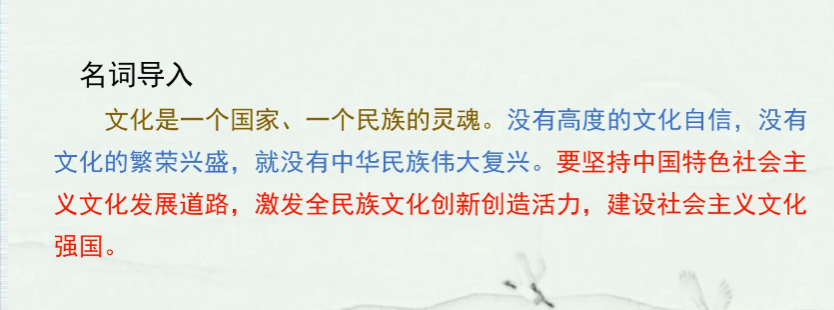 名词导入
文化是一个国家、一个民族的灵魂。没有高度的文化自信，没有
文化的繁荣兴盛，就没有中华民族伟大复兴。要坚持中国特色社会主
义文化发展道路，激发全民族文化创新创造活力，建设社会主义文化
强国。